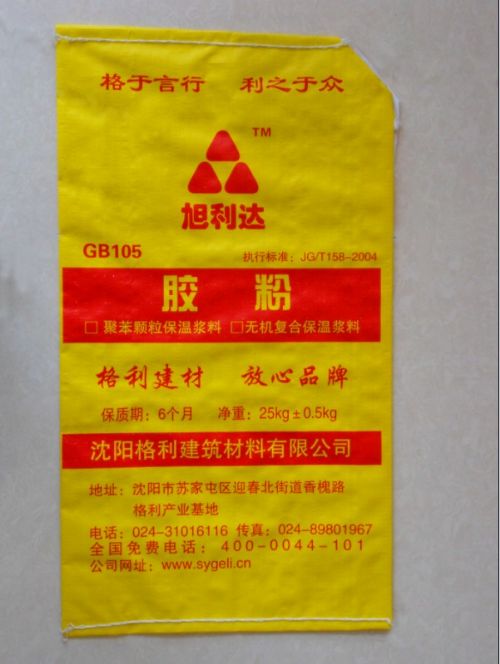 格于言行 利之于众
TM
旭利达
GB105 执行标准：JG/T158-2004
胶 粉
□聚苯颗粒保温浆料 □无机复合保温浆料
格利建材 放心品牌
保质期：6个月 净重：25kg±0.5kg
沈阳格利建筑材料有限公司
地址：沈阳市苏家屯区迎春北街道香槐路
格利产业基地
电话：024-31016116 传真：024-89801967
全国免费电话：400-0044-101
公司网址：www.sygeli.cn